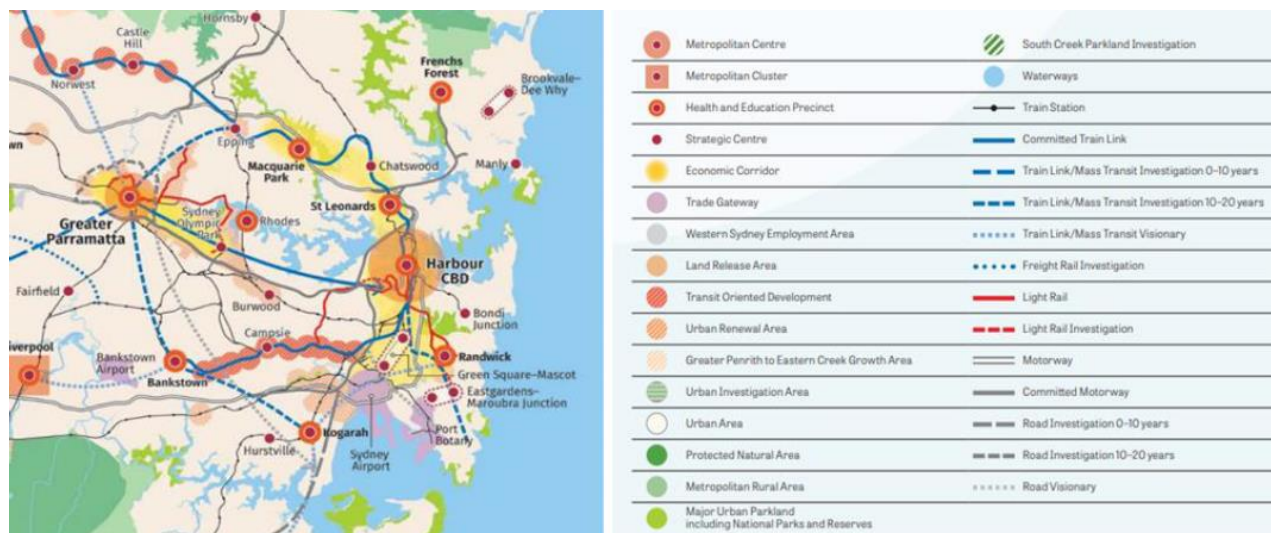 Hornsby
Castle
Hill
Norwest
Frenchs
Forest
Brookvale–
Dee Why
wn
Epping
Macquarie
Park
Chatswood
Manly
St Leonards
Greater
Parramatta
Sydney
Olympic
Park
Rhodes
Harbour
CBD
Fairfield
Burwood
Bondi
Junction
Campsie
iverpool
Bankstown
Airport
Bankstown
Randwick
Green Square–Mascot
Eastgardens–
Maroubra Junction
Kogarah
Port
Botany
Hurstville
Sydney
Airport
Metropolitan Centre
Metropolitan Cluster
Health and Education Precinct
Strategic Centre
Economic Corridor
Trade Gateway
Western Sydney Employment Area
Land Release Area
Transit Oriented Development
Urban Renewal Area
Greater Penrith to Eastern Creek Growth Area
Urban Investigation Area
Urban Area
Protected Natural Area
Metropolitan Rural Area
Major Urban Parkland
including National Parks and Reserves
South Creek Parkland Investigation
Waterways
Train Station
Committed Train Link
Train Link/Mass Transit Investigation 0–10 years
Train Link/Mass Transit Investigation 10–20 years
Train Link/Mass Transit Visionary
Freight Rail Investigation
Light Rail
Light Rail Investigation
Motorway
Committed Motorway
Road Investigation 0–10 years
Road Investigation 10–20 years
Road Visionary